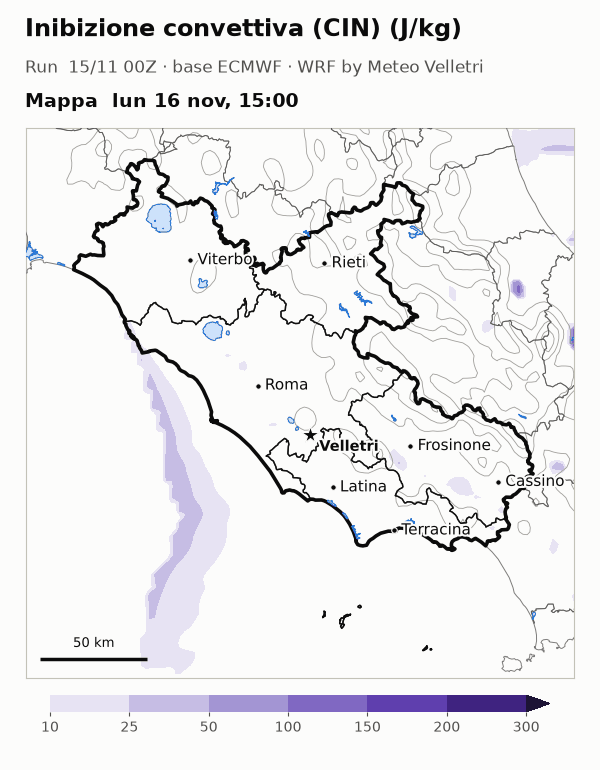 Inibizione convettiva (CIN) (J/kg)
Run  15/11 00Z · base ECMWF · WRF by Meteo Velletri
Mappa  lun 16 nov, 15:00
Viterbo
Rieti
Roma
Velletri
Frosinone
Latina
Cassino
Terracina
50 km
10 25 50 100 150 200 300